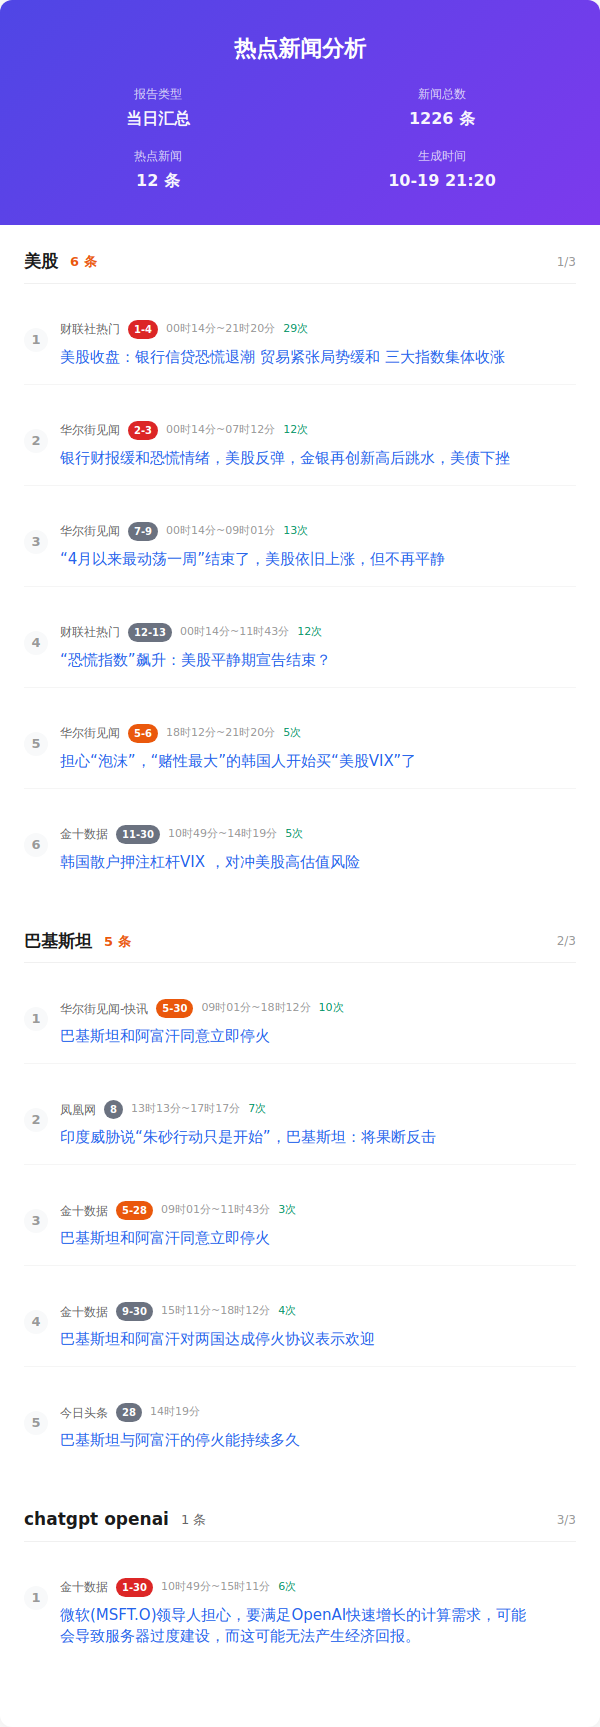 热点新闻分析
报告类型
新闻总数
当日汇总
1226 条
热点新闻
生成时间
12 条
10-19 21:20
美股 6 条 1/3
1 财联社热门 1-4 00时14分~21时20分 29次
美股收盘：银行信贷恐慌退潮 贸易紧张局势缓和 三大指数集体收涨
2 华尔街见闻 2-3 00时14分~07时12分 12次
银行财报缓和恐慌情绪，美股反弹，金银再创新高后跳水，美债下挫
3 华尔街见闻 7-9 00时14分~09时01分 13次
“4月以来最动荡一周”结束了，美股依旧上涨，但不再平静
4 财联社热门 12-13 00时14分~11时43分 12次
“恐慌指数”飙升：美股平静期宣告结束？
5 华尔街见闻 5-6 18时12分~21时20分 5次
担心“泡沫”，“赌性最大”的韩国人开始买“美股VIX”了
6 金十数据 11-30 10时49分~14时19分 5次
韩国散户押注杠杆VIX ，对冲美股高估值风险
巴基斯坦 5 条 2/3
1 华尔街见闻-快讯 5-30 09时01分~18时12分 10次
巴基斯坦和阿富汗同意立即停火
2 凤凰网 8 13时13分~17时17分 7次
印度威胁说“朱砂行动只是开始”，巴基斯坦：将果断反击
3 金十数据 5-28 09时01分~11时43分 3次
巴基斯坦和阿富汗同意立即停火
4 金十数据 9-30 15时11分~18时12分 4次
巴基斯坦和阿富汗对两国达成停火协议表示欢迎
5 今日头条 28 14时19分
巴基斯坦与阿富汗的停火能持续多久
chatgpt openai 1 条 3/3
1 金十数据 1-30 10时49分~15时11分 6次
微软(MSFT.O)领导人担心，要满足OpenAI快速增长的计算需求，可能
会导致服务器过度建设，而这可能无法产生经济回报。